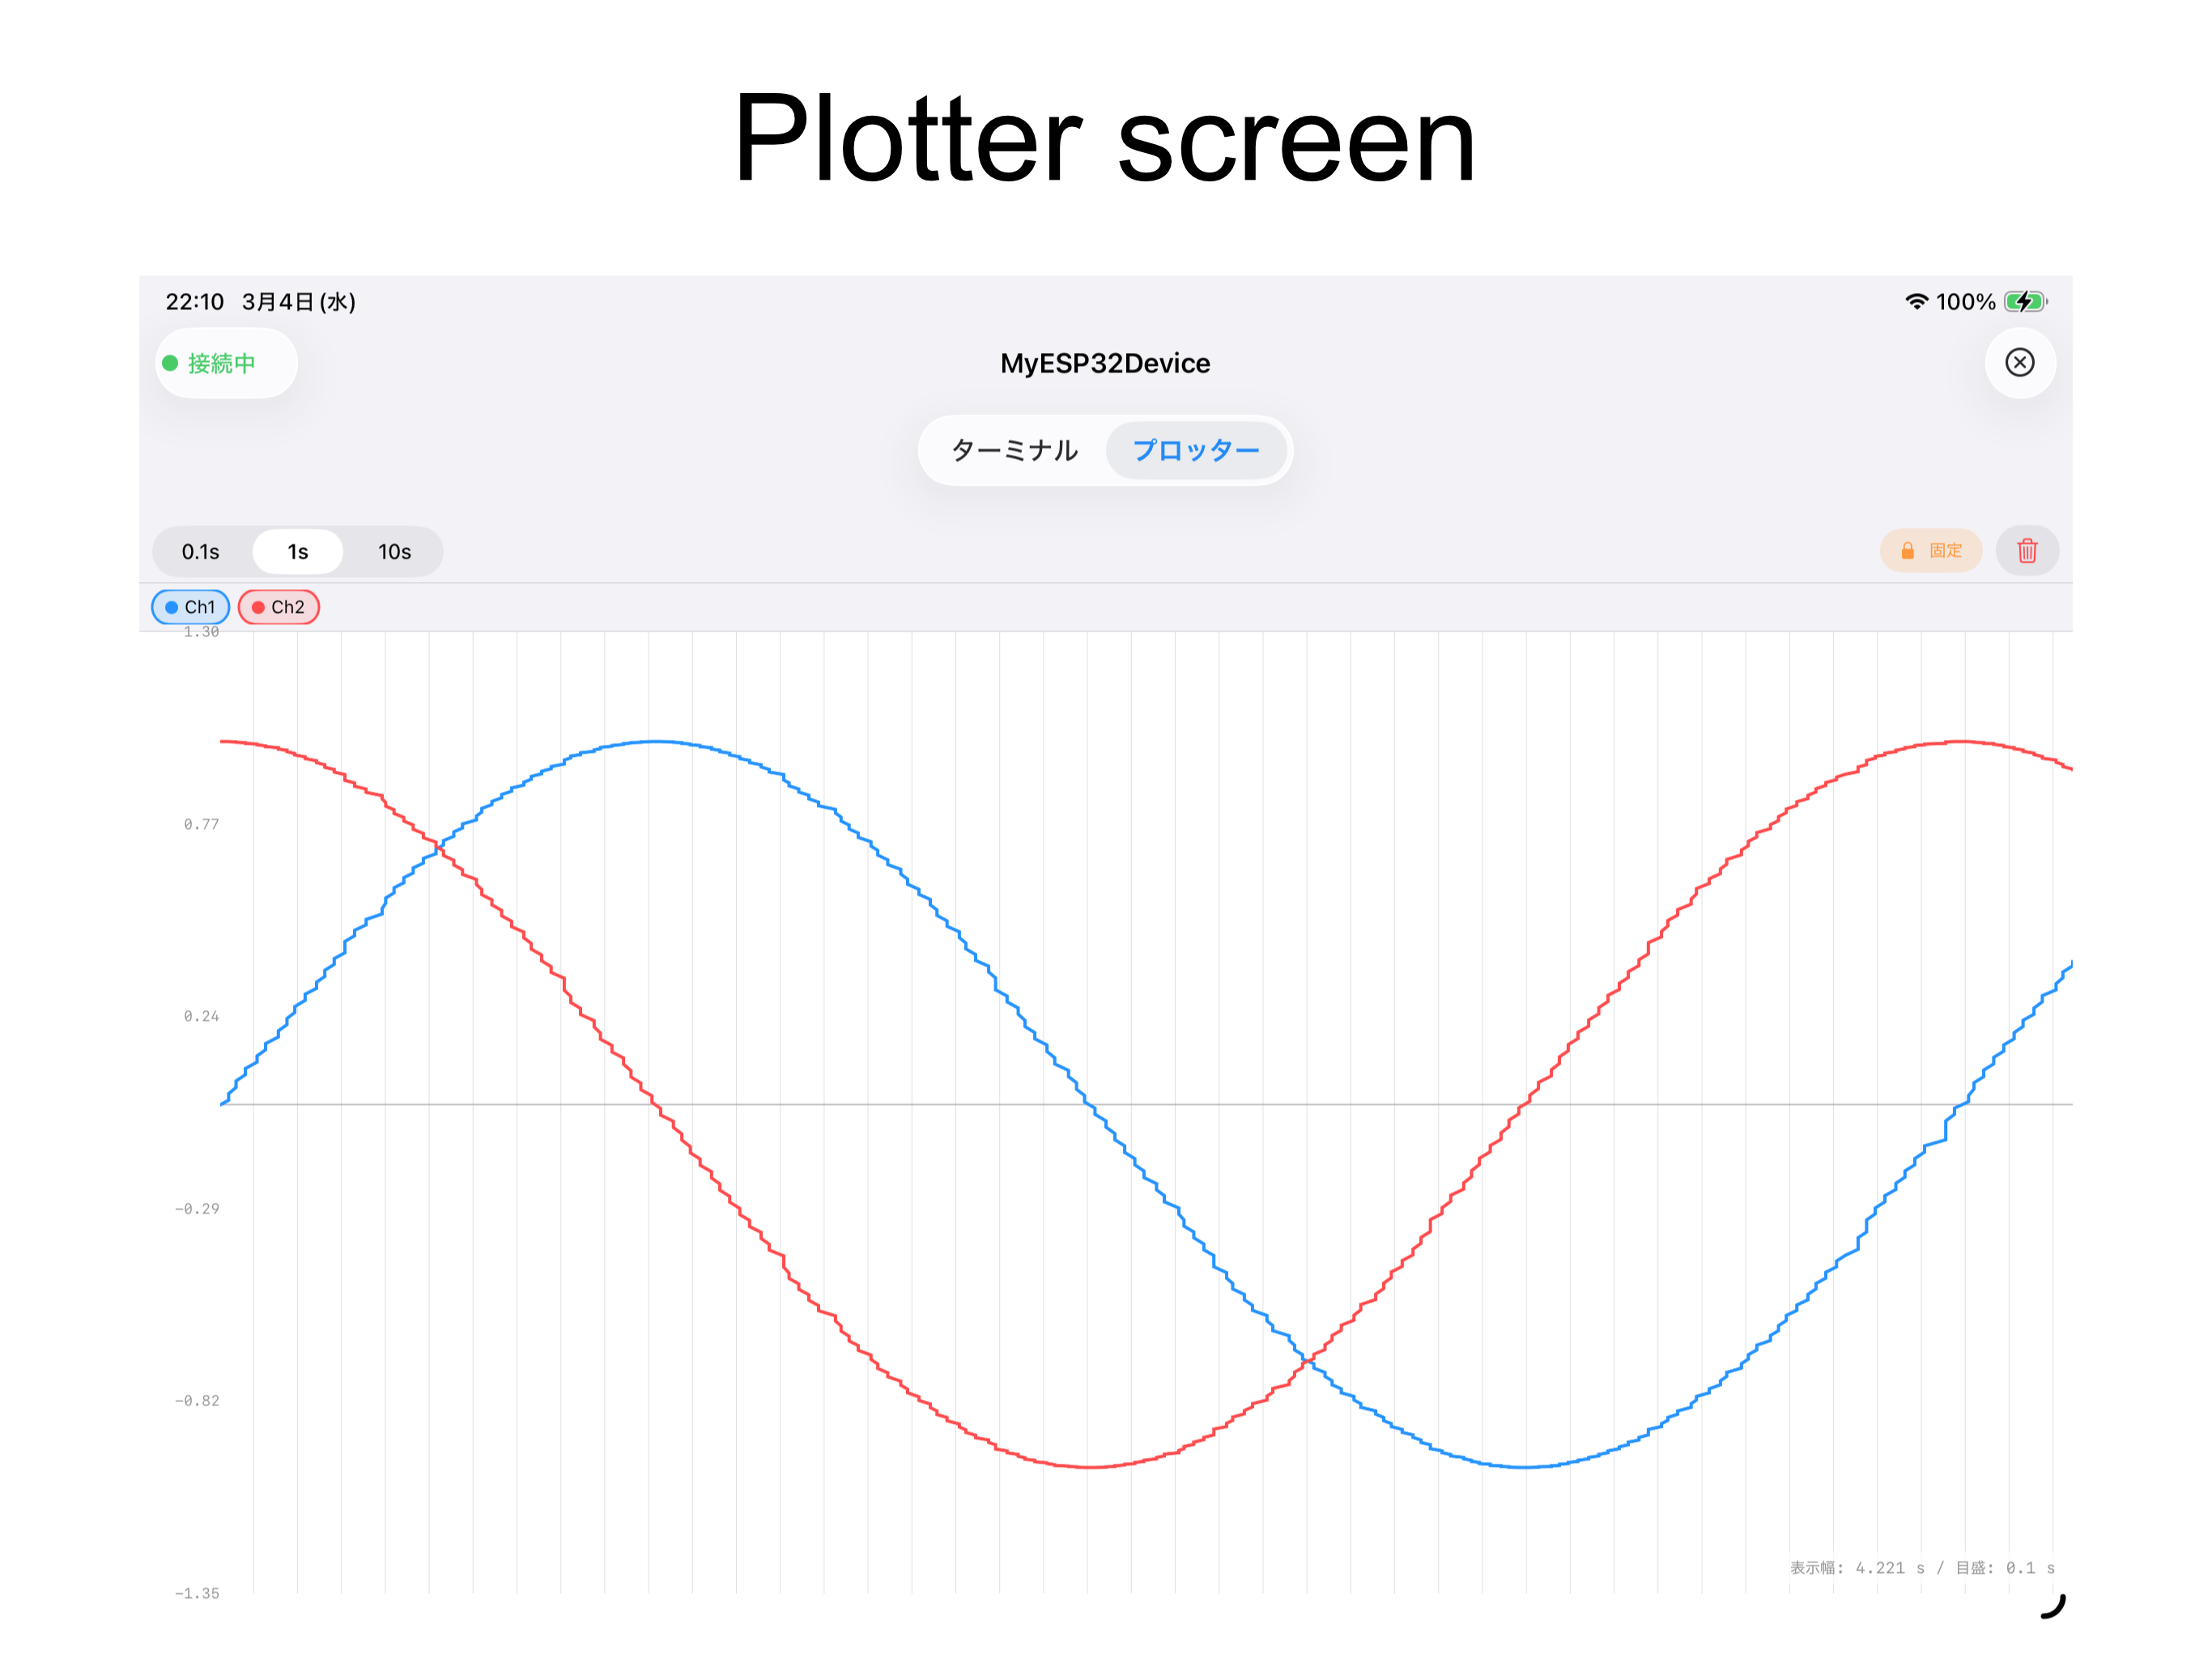 Plotter screen
22:10 3月4日(水) 100%
接続中 MyESP32Device
ターミナル プロッター
0.1s 1s 10s 固定
Ch1 Ch2
1.30
0.77
0.24
−0.29
−0.82
表示幅: 4.221 s / 目盛: 0.1 s
−1.35